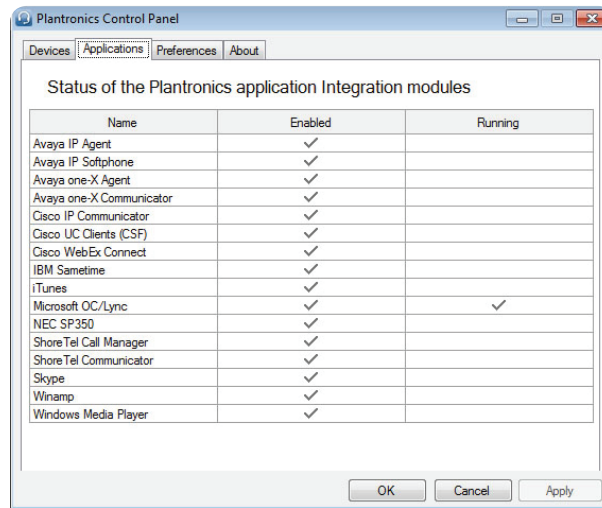 Plantronics Control Panel
Devices Applications Preferences About
Status of the Plantronics application Integration modules
Name Enabled Running
Avaya IP Agent
Avaya IP Softphone
Avaya one-X Agent
Avaya one-X Communicator
Cisco IP Communicator
Cisco UC Clients (CSF)
Cisco WebEx Connect
IBM Sametime
iTunes
Microsoft OC/Lync
NEC SP350
ShoreTel Call Manager
ShoreTel Communicator
Skype
Winamp
Windows Media Player
OK Cancel Apply